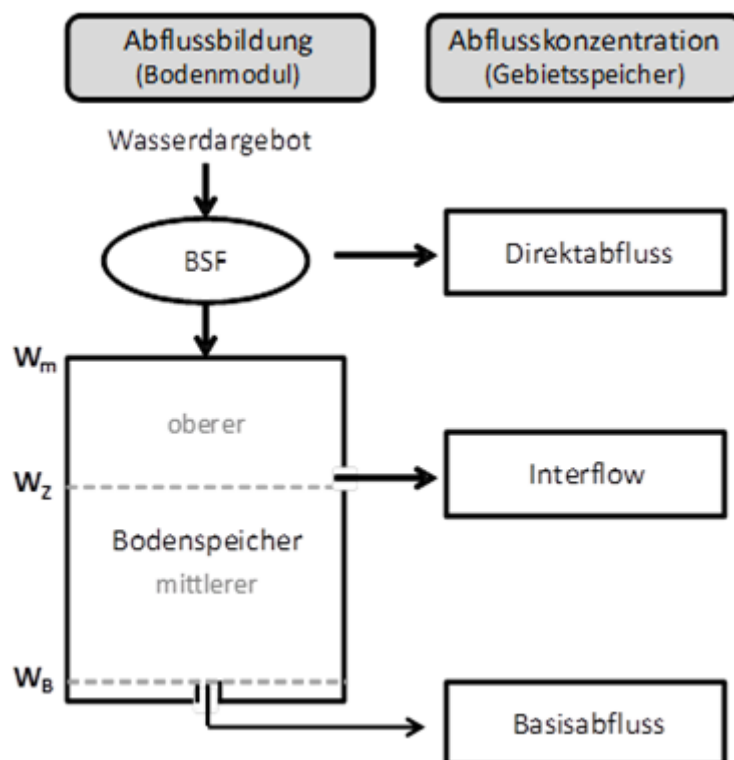 Abflussbildung
(Bodenmodul)
Abflusskonzentration
(Gebietsspeicher)
Wasserdargebot
BSF
Direktabfluss
Wm
oberer
Interflow
WZ
Bodenspeicher
mittlerer
WB
Basisabfluss